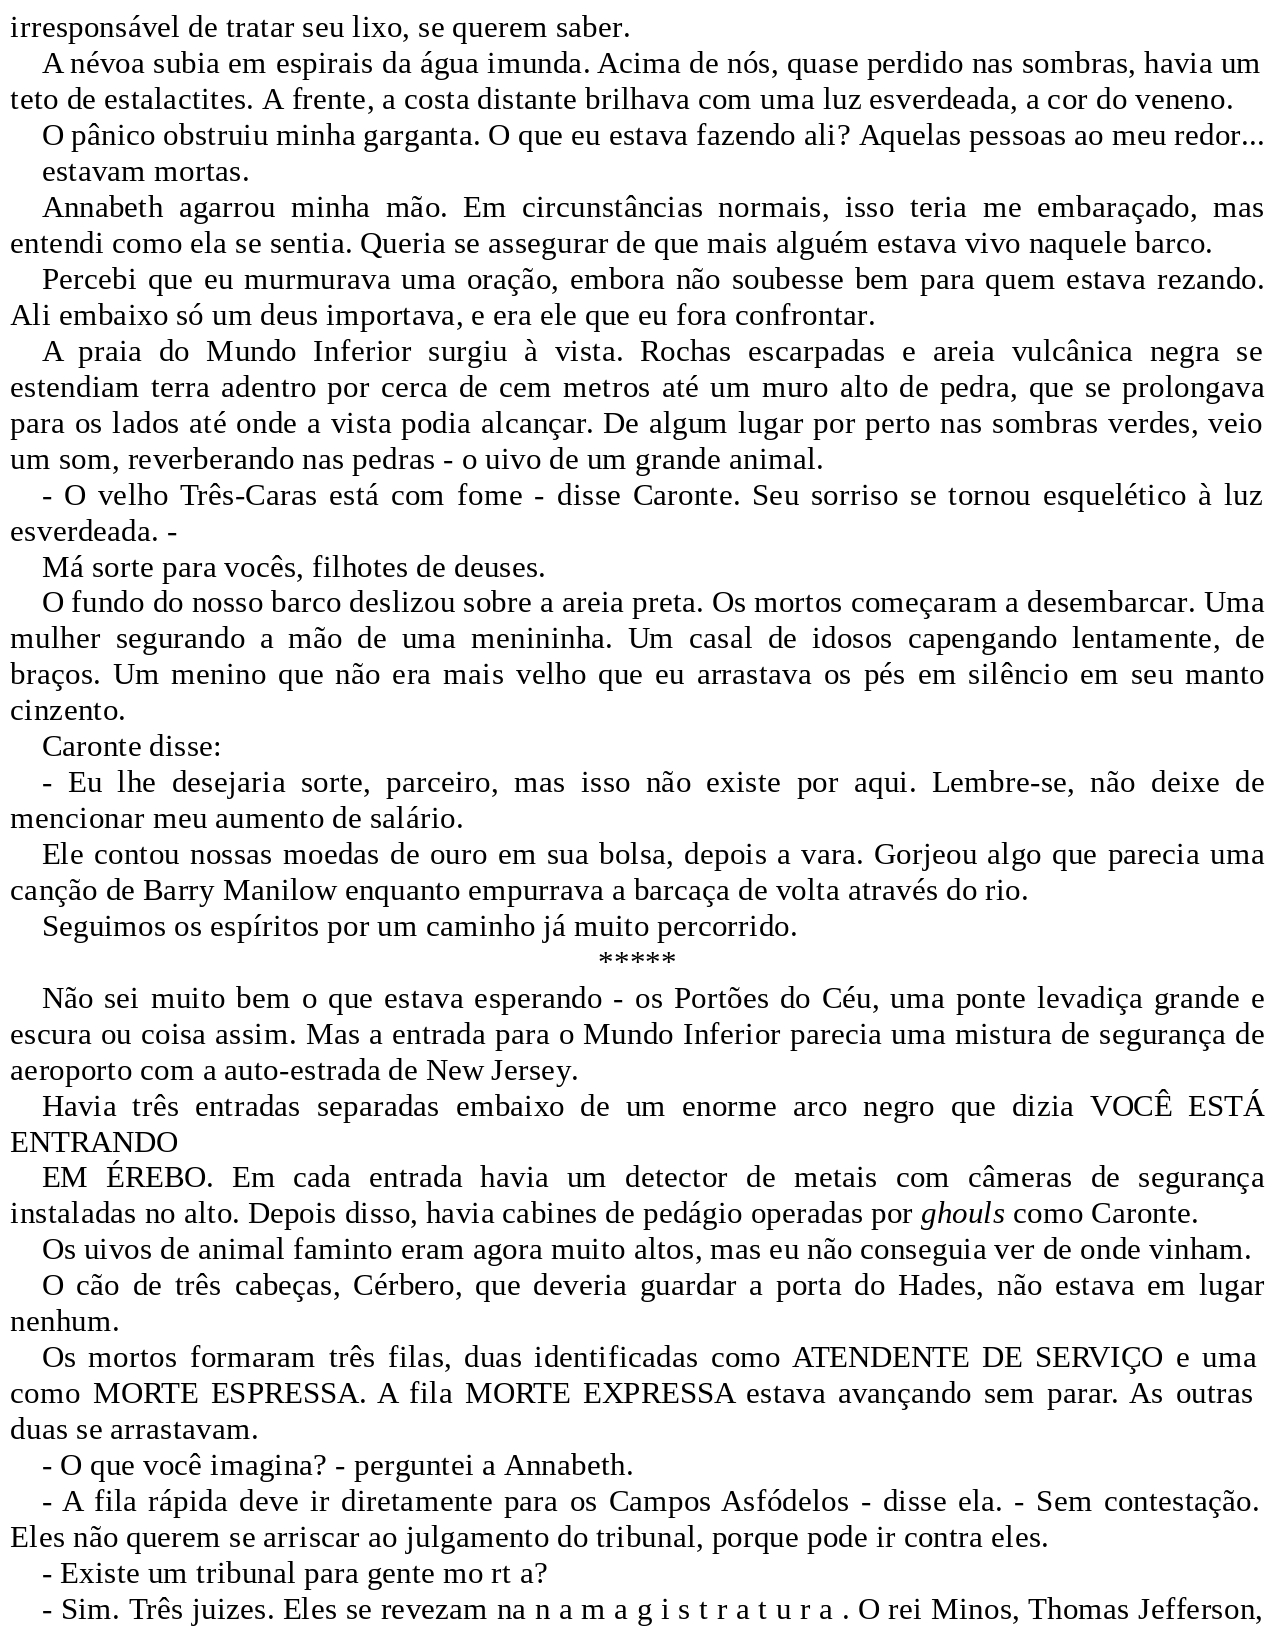 irresponsável de tratar seu lixo, se querem saber.
A névoa subia em espirais da água imunda. Acima de nós, quase perdido nas sombras, havia um
teto de estalactites. A frente, a costa distante brilhava com uma luz esverdeada, a cor do veneno.
O pânico obstruiu minha garganta. O que eu estava fazendo ali? Aquelas pessoas ao meu redor...
estavam mortas.
Annabeth agarrou minha mão. Em circunstâncias normais, isso teria me embaraçado, mas
entendi como ela se sentia. Queria se assegurar de que mais alguém estava vivo naquele barco.
Percebi que eu murmurava uma oração, embora não soubesse bem para quem estava rezando.
Ali embaixo só um deus importava, e era ele que eu fora confrontar.
A praia do Mundo Inferior surgiu à vista. Rochas escarpadas e areia vulcânica negra se
estendiam terra adentro por cerca de cem metros até um muro alto de pedra, que se prolongava
para os lados até onde a vista podia alcançar. De algum lugar por perto nas sombras verdes, veio
um som, reverberando nas pedras - o uivo de um grande animal.
- O velho Três-Caras está com fome - disse Caronte. Seu sorriso se tornou esquelético à luz
esverdeada. -
Má sorte para vocês, filhotes de deuses.
O fundo do nosso barco deslizou sobre a areia preta. Os mortos começaram a desembarcar. Uma
mulher segurando a mão de uma menininha. Um casal de idosos capengando lentamente, de
braços. Um menino que não era mais velho que eu arrastava os pés em silêncio em seu manto
cinzento.
Caronte disse:
- Eu lhe desejaria sorte, parceiro, mas isso não existe por aqui. Lembre-se, não deixe de
mencionar meu aumento de salário.
Ele contou nossas moedas de ouro em sua bolsa, depois a vara. Gorjeou algo que parecia uma
canção de Barry Manilow enquanto empurrava a barcaça de volta através do rio.
Seguimos os espíritos por um caminho já muito percorrido.
*****
Não sei muito bem o que estava esperando - os Portões do Céu, uma ponte levadiça grande e
escura ou coisa assim. Mas a entrada para o Mundo Inferior parecia uma mistura de segurança de
aeroporto com a auto-estrada de New Jersey.
Havia três entradas separadas embaixo de um enorme arco negro que dizia VOCÊ ESTÁ
ENTRANDO
EM ÉREBO. Em cada entrada havia um detector de metais com câmeras de segurança
instaladas no alto. Depois disso, havia cabines de pedágio operadas por ghouls como Caronte.
Os uivos de animal faminto eram agora muito altos, mas eu não conseguia ver de onde vinham.
O cão de três cabeças, Cérbero, que deveria guardar a porta do Hades, não estava em lugar
nenhum.
Os mortos formaram três filas, duas identificadas como ATENDENTE DE SERVIÇO e uma
como MORTE ESPRESSA. A fila MORTE EXPRESSA estava avançando sem parar. As outras
duas se arrastavam.
- O que você imagina? - perguntei a Annabeth.
- A fila rápida deve ir diretamente para os Campos Asfódelos - disse ela. - Sem contestação.
Eles não querem se arriscar ao julgamento do tribunal, porque pode ir contra eles.
- Existe um tribunal para gente mo rt a?
- Sim. Três juizes. Eles se revezam na n a m a g i s t r a t u r a . O rei Minos, Thomas Jefferson,